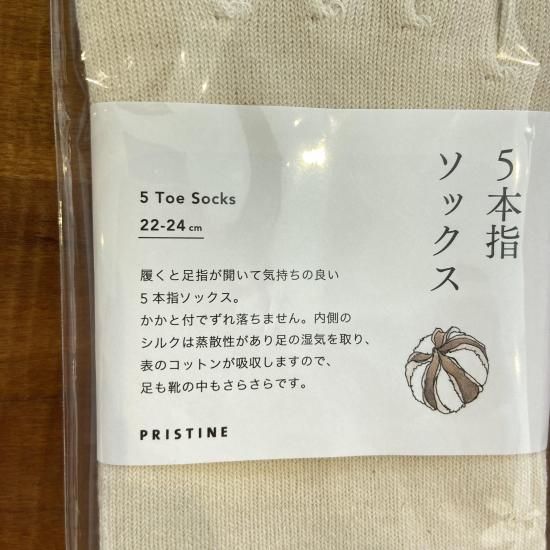 5本指
ソックス
5 Toe Socks
22-24 cm
履くと足指が開いて気持ちの良い
5本指ソックス。
かかと付でずれ落ちません。内側の
シルクは蒸散性があり足の湿気を取り、
表のコットンが吸収しますので、
足も靴の中もさらさらです。
PRISTINE